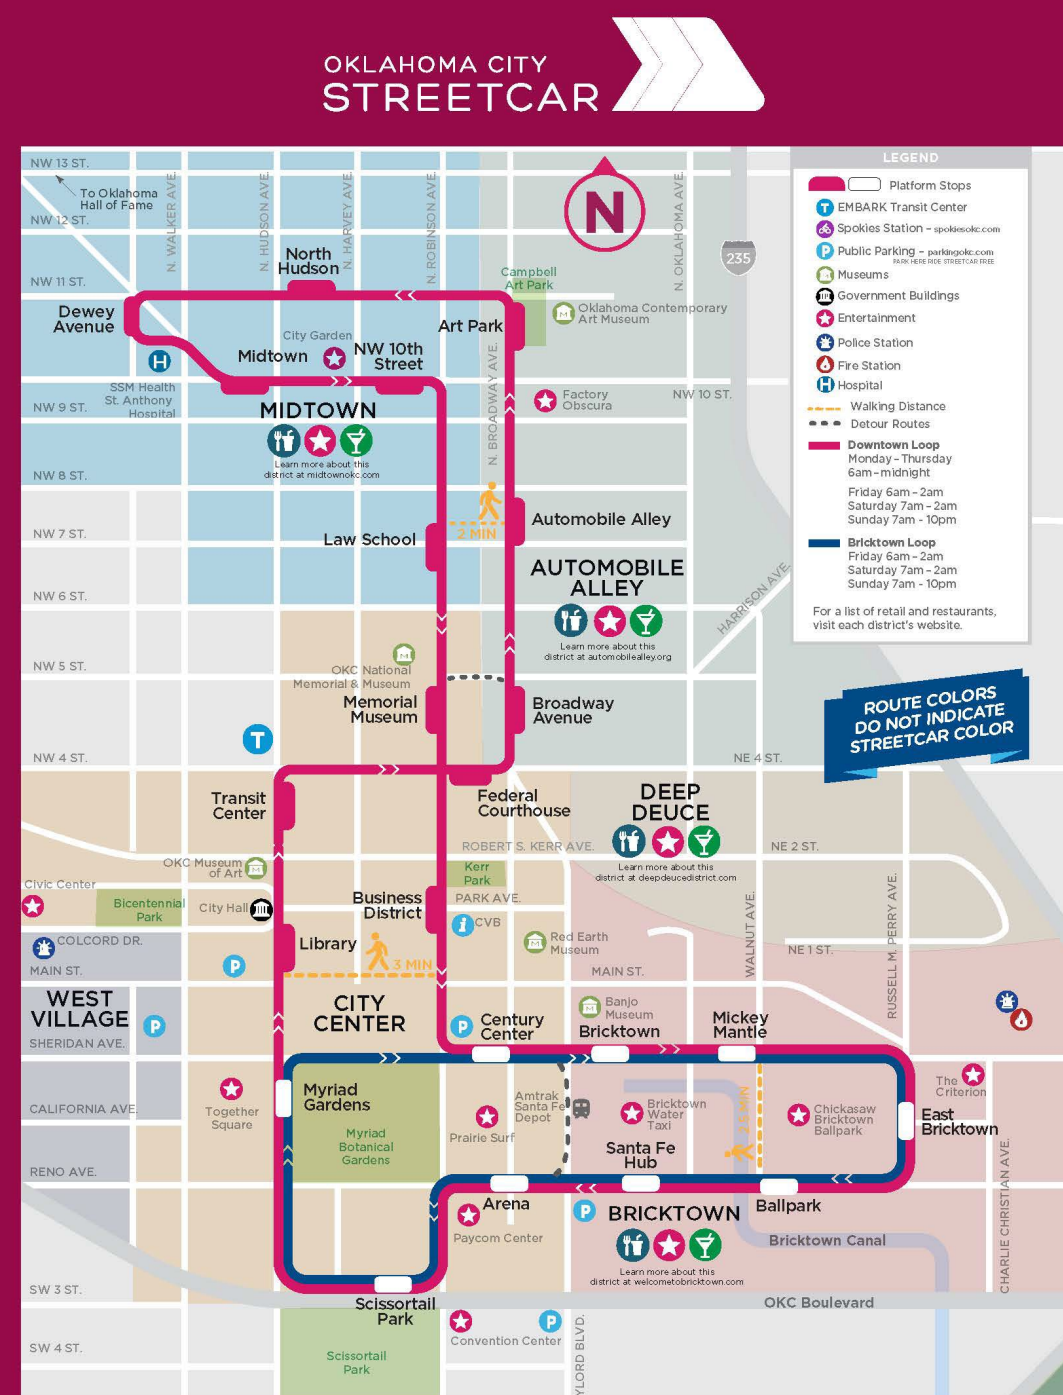 OKLAHOMA CITY
STREETCAR
NW 13 ST.
To Oklahoma
Hall of Fame
NW 12 ST.
N. WALKER AVE.
N. HUDSON AVE.
N. HARVEY AVE.
N. ROBINSON AVE.
N
N. OKLAHOMA AVE.
235
LEGEND
Platform Stops
T EMBARK Transit Center
Spokies Station – spokiesokc.com
P Public Parking – parkingokc.com
PARK HERE RIDE STREETCAR FREE
Museums
Government Buildings
Entertainment
Police Station
Fire Station
H Hospital
Walking Distance
Detour Routes
Downtown Loop
Monday – Thursday
6am – midnight
Friday 6am – 2am
Saturday 7am – 2am
Sunday 7am - 10pm
Bricktown Loop
Friday 6am – 2am
Saturday 7am – 2am
Sunday 7am - 10pm
For a list of retail and restaurants,
visit each district's website.
North
Hudson
NW 11 ST.
Campbell
Art Park
Dewey
Avenue
City Garden
Art Park
Oklahoma Contemporary
Art Museum
H
Midtown
NW 10th
Street
N. BROADWAY AVE.
SSM Health
St. Anthony
Hospital
NW 9 ST.
Factory
Obscura
NW 10 ST.
MIDTOWN
Learn more about this
district at midtownokc.com
NW 8 ST.
NW 7 ST.
Law School
2 MIN
Automobile Alley
AUTOMOBILE
ALLEY
Learn more about this
district at automobilealley.org
HARRISON AVE.
NW 6 ST.
NW 5 ST.
OKC National
Memorial & Museum
Memorial
Museum
Broadway
Avenue
ROUTE COLORS
DO NOT INDICATE
STREETCAR COLOR
T
NW 4 ST.
NE 4 ST.
Transit
Center
Federal
Courthouse
DEEP
DEUCE
Learn more about this
district at deepdeucedistrict.com
ROBERT S. KERR AVE.
NE 2 ST.
OKC Museum
of Art
Kerr
Park
Civic Center
Business
District
PARK AVE.
Bicentennial
Park
City Hall
i CVB
WALNUT AVE.
RUSSELL M. PERRY AVE.
COLCORD DR.
Library
Red Earth
Museum
NE 1 ST.
MAIN ST.
P
3 MIN
MAIN ST.
WEST
VILLAGE
P
CITY
CENTER
P
Century
Center
Banjo
Museum
Bricktown
Mickey
Mantle
SHERIDAN AVE.
Myriad
Gardens
Amtrak
Santa Fe
Depot
The
Criterion
CALIFORNIA AVE.
Together
Square
Prairie Surf
Bricktown
Water
Taxi
Chickasaw
Bricktown
Ballpark
East
Bricktown
Myriad
Botanical
Gardens
Santa Fe
Hub
RENO AVE.
CHARLIE CHRISTIAN AVE.
Arena
P
BRICKTOWN
Learn more about this
district at welcometobricktown.com
Ballpark
Paycom Center
Bricktown Canal
SW 3 ST.
Scissortail
Park
OKC Boulevard
P
Convention Center
SW 4 ST.
Scissortail
Park
YLORD BLVD.